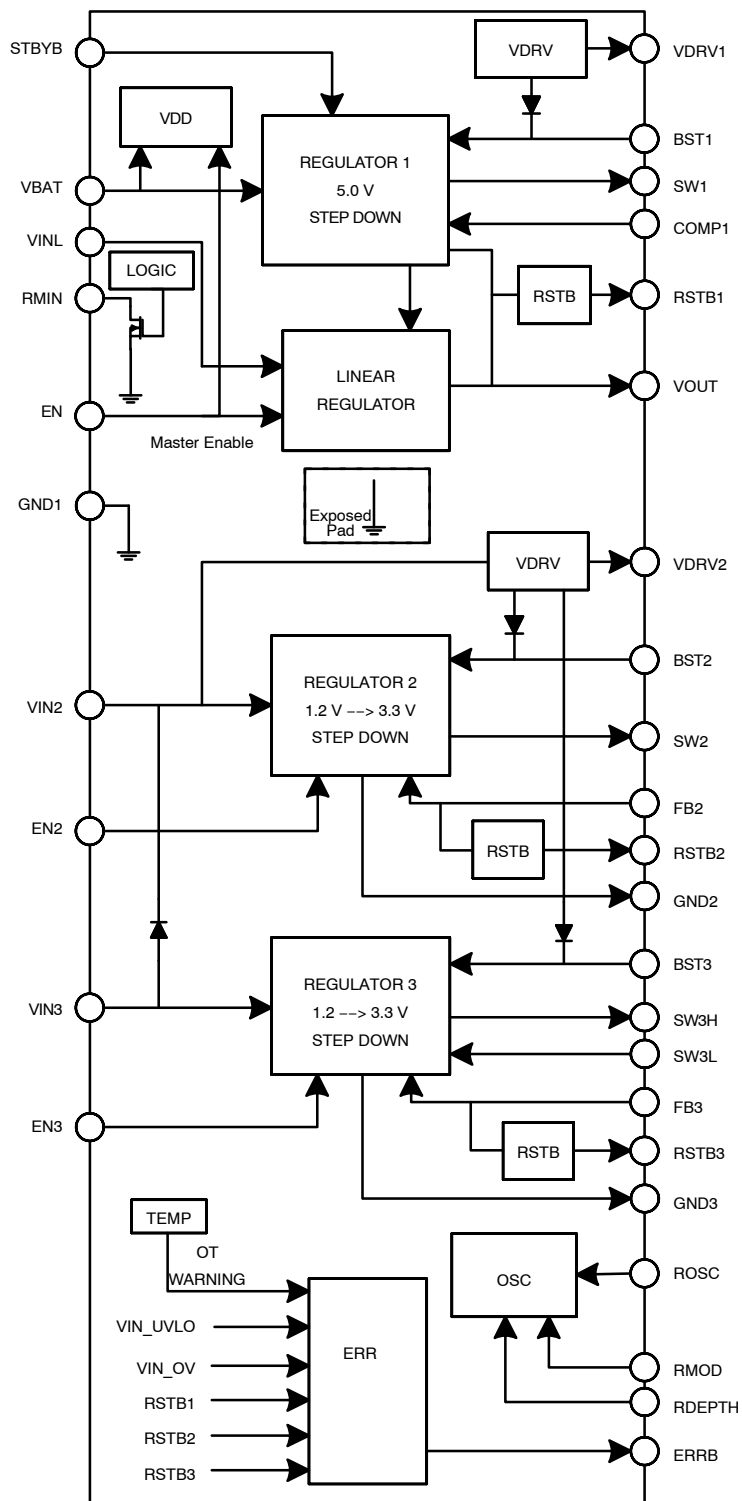 STBYB
VDRV
VDRV1
VDD
BST1
REGULATOR 1
5.0 V
STEP DOWN
VBAT
SW1
COMP1
VINL
LOGIC
RMIN
RSTB
RSTB1
LINEAR
REGULATOR
VOUT
EN
Master Enable
GND1
Exposed
Pad
VDRV
VDRV2
BST2
REGULATOR 2
1.2 V --> 3.3 V
STEP DOWN
VIN2
SW2
FB2
EN2
RSTB
RSTB2
GND2
BST3
REGULATOR 3
1.2 --> 3.3 V
STEP DOWN
VIN3
SW3H
SW3L
FB3
EN3
RSTB
RSTB3
GND3
TEMP
OT
WARNING
OSC
ROSC
VIN_UVLO
ERR
VIN_OV
RMOD
RSTB1
RDEPTH
RSTB2
ERRB
RSTB3